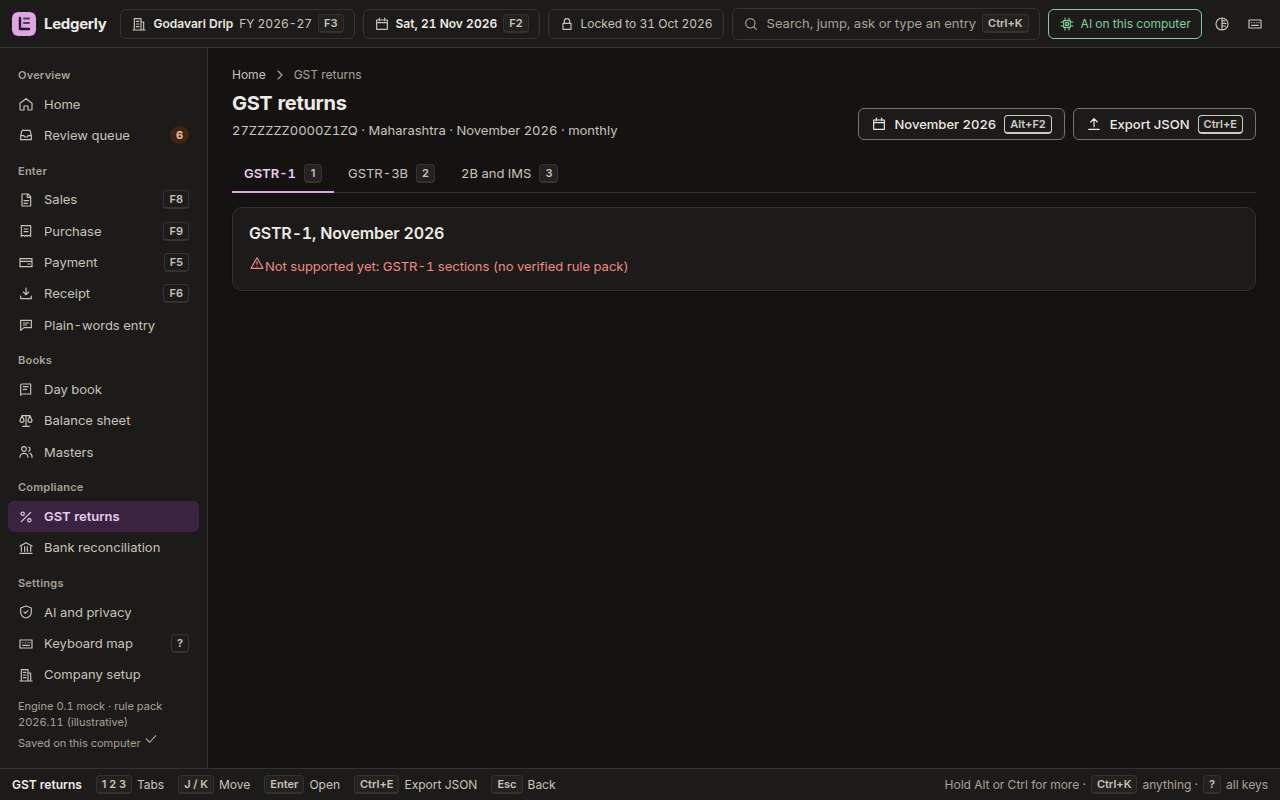 Ledgerly
Godavari Drip FY 2026-27 F3
Sat, 21 Nov 2026 F2
Locked to 31 Oct 2026
Search, jump, ask or type an entry Ctrl+K
AI on this computer
Overview
Home
Review queue 6
Enter
Sales F8
Purchase F9
Payment F5
Receipt F6
Plain-words entry
Books
Day book
Balance sheet
Masters
Compliance
GST returns
Bank reconciliation
Settings
AI and privacy
Keyboard map ?
Company setup
Engine 0.1 mock · rule pack
2026.11 (illustrative)
Saved on this computer
Home > GST returns
GST returns
27ZZZZZ0000Z1ZQ · Maharashtra · November 2026 · monthly
November 2026 Alt+F2
Export JSON Ctrl+E
GSTR-1 1 GSTR-3B 2 2B and IMS 3
GSTR-1, November 2026
Not supported yet: GSTR-1 sections (no verified rule pack)
GST returns 1 2 3 Tabs J / K Move Enter Open Ctrl+E Export JSON Esc Back
Hold Alt or Ctrl for more · Ctrl+K anything · ? all keys